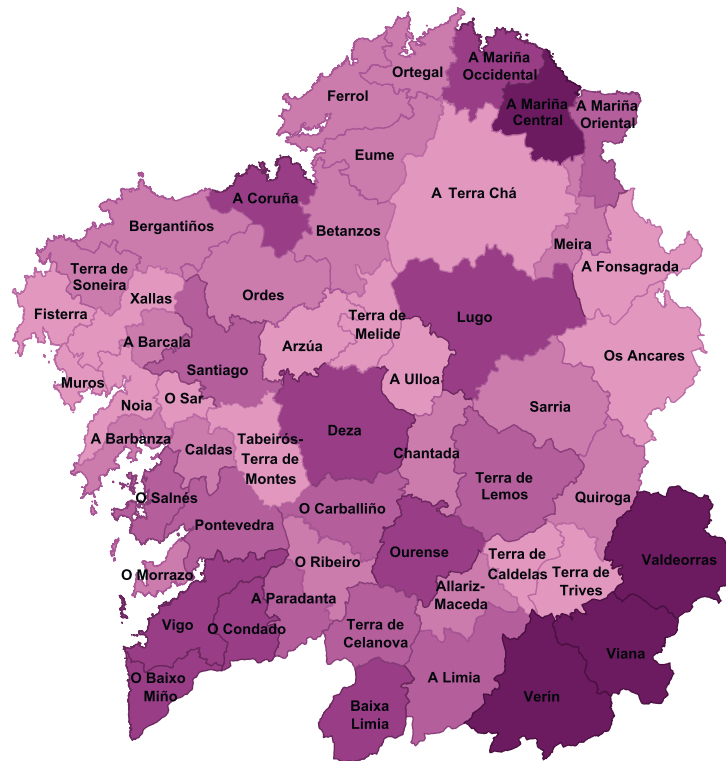 A Mariña
Occidental
Ortegal
Ferrol
A Mariña
Central
A Mariña
Oriental
Eume
A Terra Chá
A Coruña
Bergantiños
Betanzos
Meira
A Fonsagrada
Terra de
Soneira
Xallas
Ordes
Fisterra
Terra de
Melide
Lugo
A Barcala
Arzúa
Santiago
Os Ancares
Muros
A Ulloa
O Sar
Noia
Sarria
A Barbanza
Caldas
Tabeirós-
Terra de
Montes
Deza
Chantada
Terra de
Lemos
O Salnés
Quiroga
Pontevedra
O Carballiño
O Morrazo
O Ribeiro
Ourense
Terra de
Caldelas
Terra de
Trives
Valdeorras
Allariz-
Maceda
A Paradanta
Vigo
O Condado
Terra de
Celanova
Viana
O Baixo
Miño
A Limia
Verín
Baixa
Limia